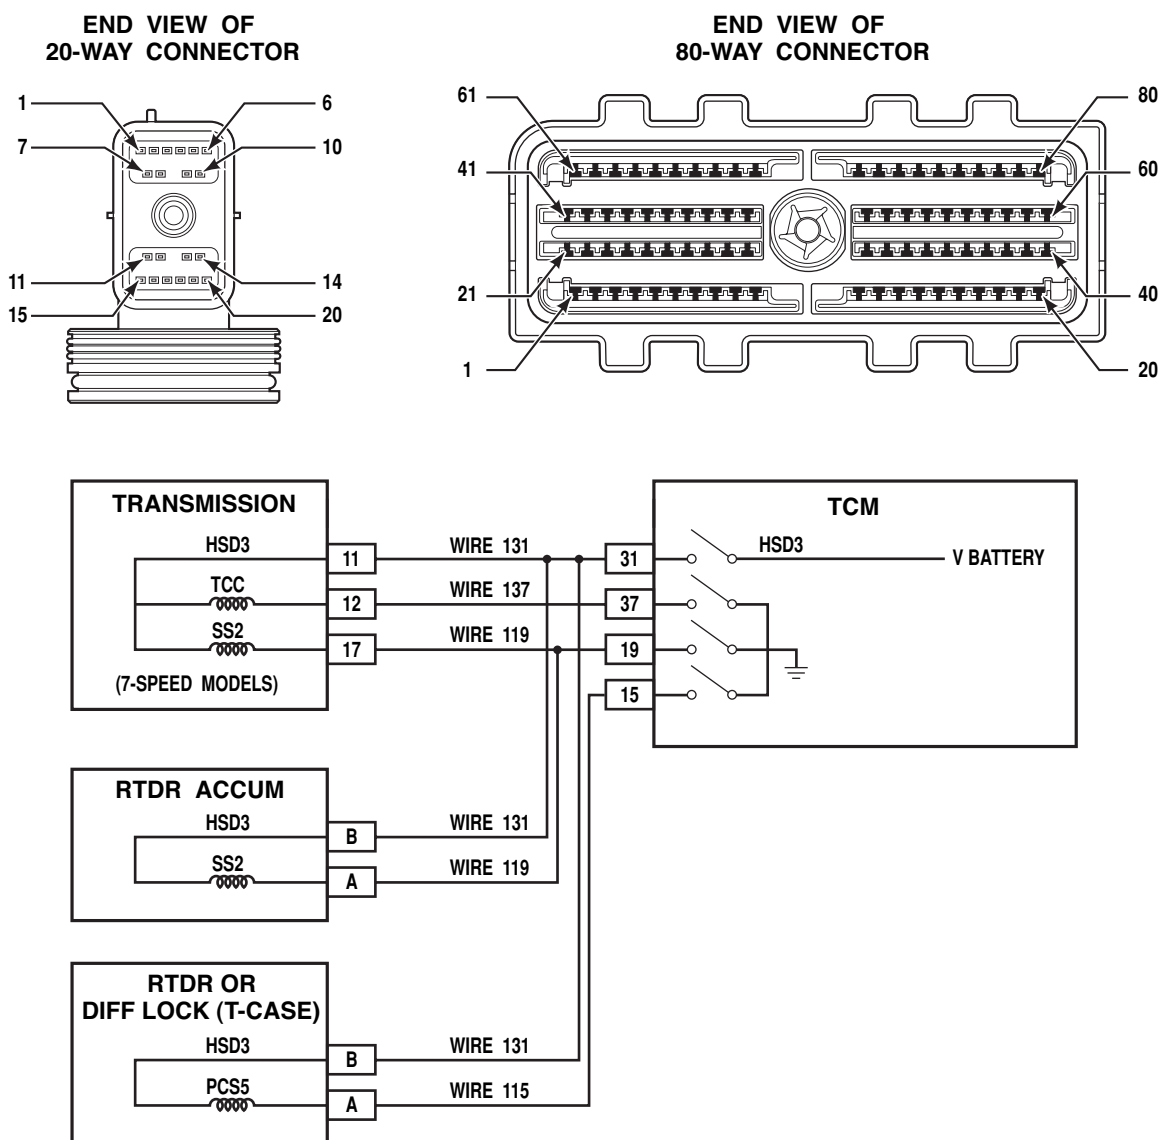 END VIEW OF
20-WAY CONNECTOR
END VIEW OF
80-WAY CONNECTOR
1
6
7
10
11
14
15
20
61
80
41
60
21
40
1
20
TRANSMISSION
HSD3
11
WIRE 131
TCC
12
WIRE 137
SS2
17
WIRE 119
(7-SPEED MODELS)
TCM
31
HSD3
V BATTERY
37
19
15
RTDR ACCUM
HSD3
B
WIRE 131
SS2
A
WIRE 119
RTDR OR
DIFF LOCK (T-CASE)
HSD3
B
WIRE 131
PCS5
A
WIRE 115